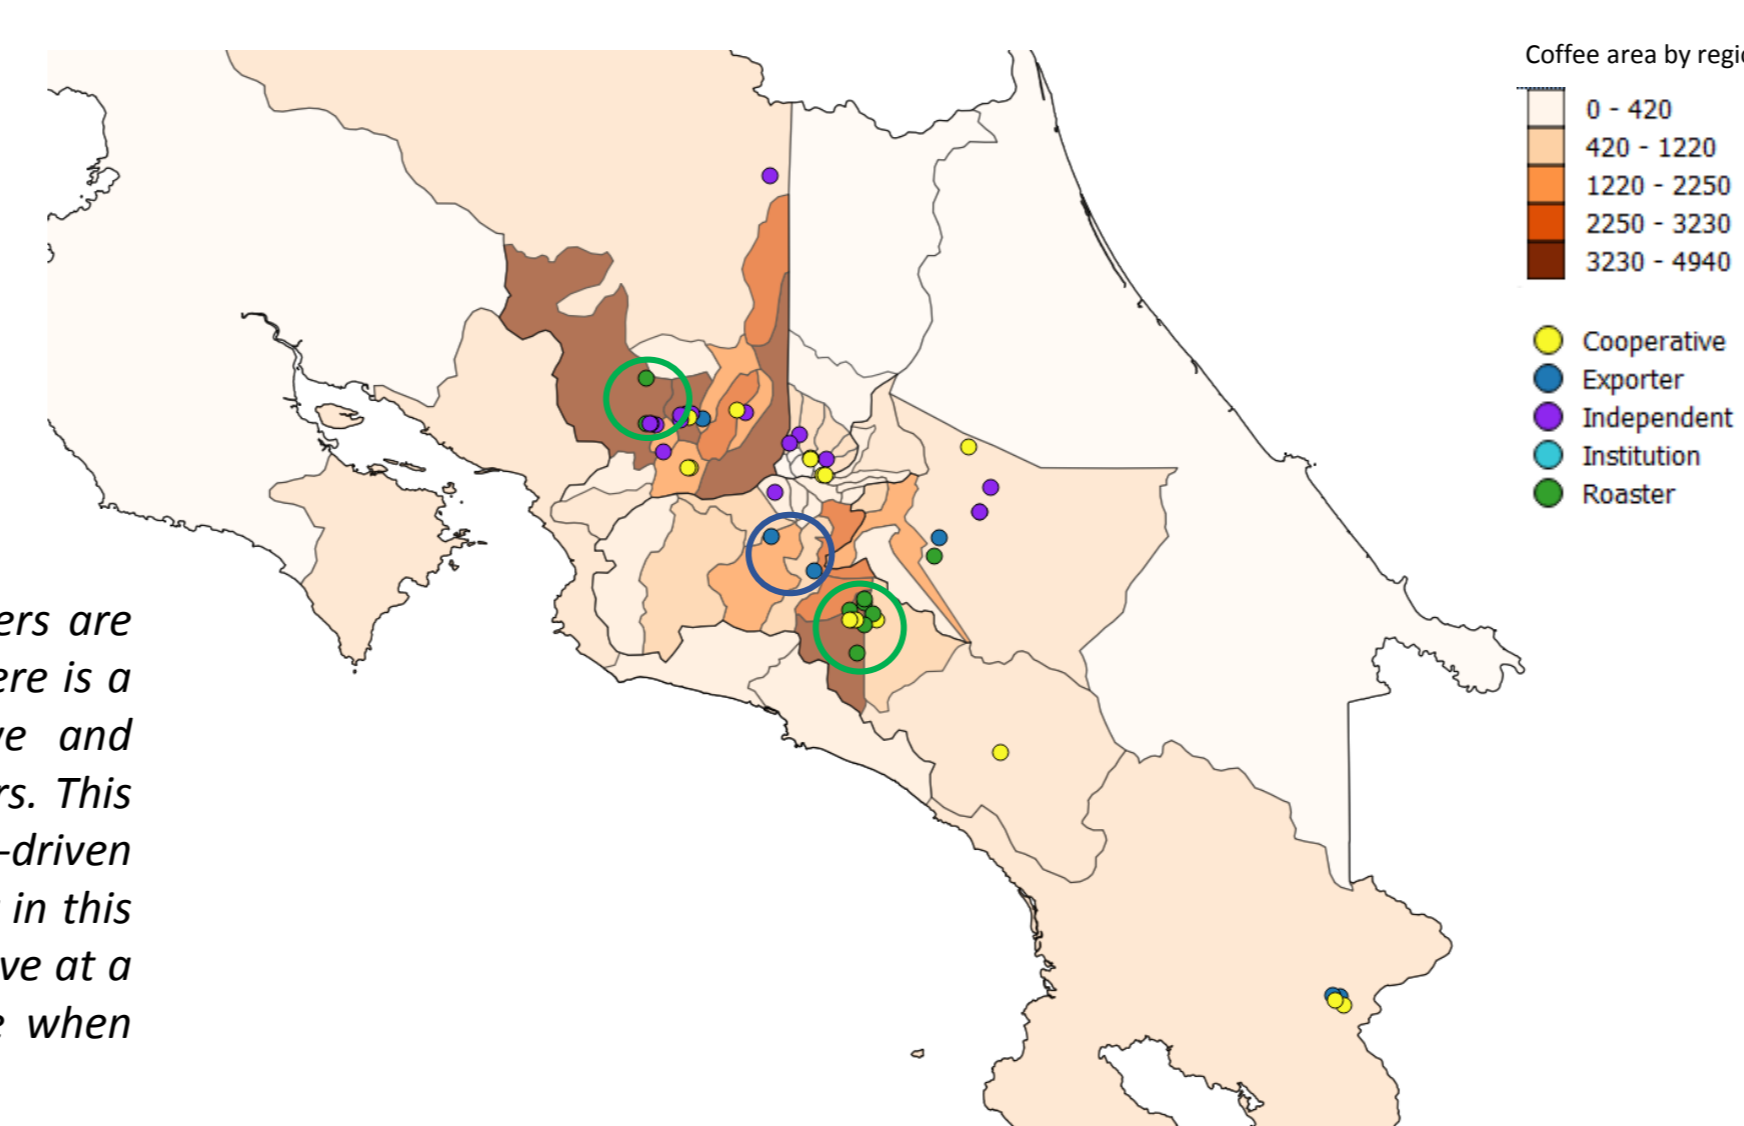 Coffee area by regi
0 - 420
420 - 1220
1220 - 2250
2250 - 3230
3230 - 4940
Cooperative
Exporter
Independent
Institution
Roaster
ers are
ere is a
ve and
rs. This
-driven
in this
ve at a
e when